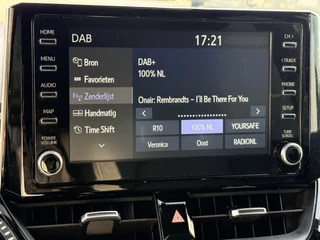 HOME
MENU
AUDIO
MAP
POWER
VOLUME
DAB
17:21
Bron
Favorieten
Zenderlijst
Handmatig
Time Shift
DAB+
100% NL
Onair: Rembrandts – I'll Be There For You
R10
100% NL
YOURSAFE
Veronica
Oost
RADIONL
CH >
< TRACK
PHONE
SETUP
TUNE
SCROLL